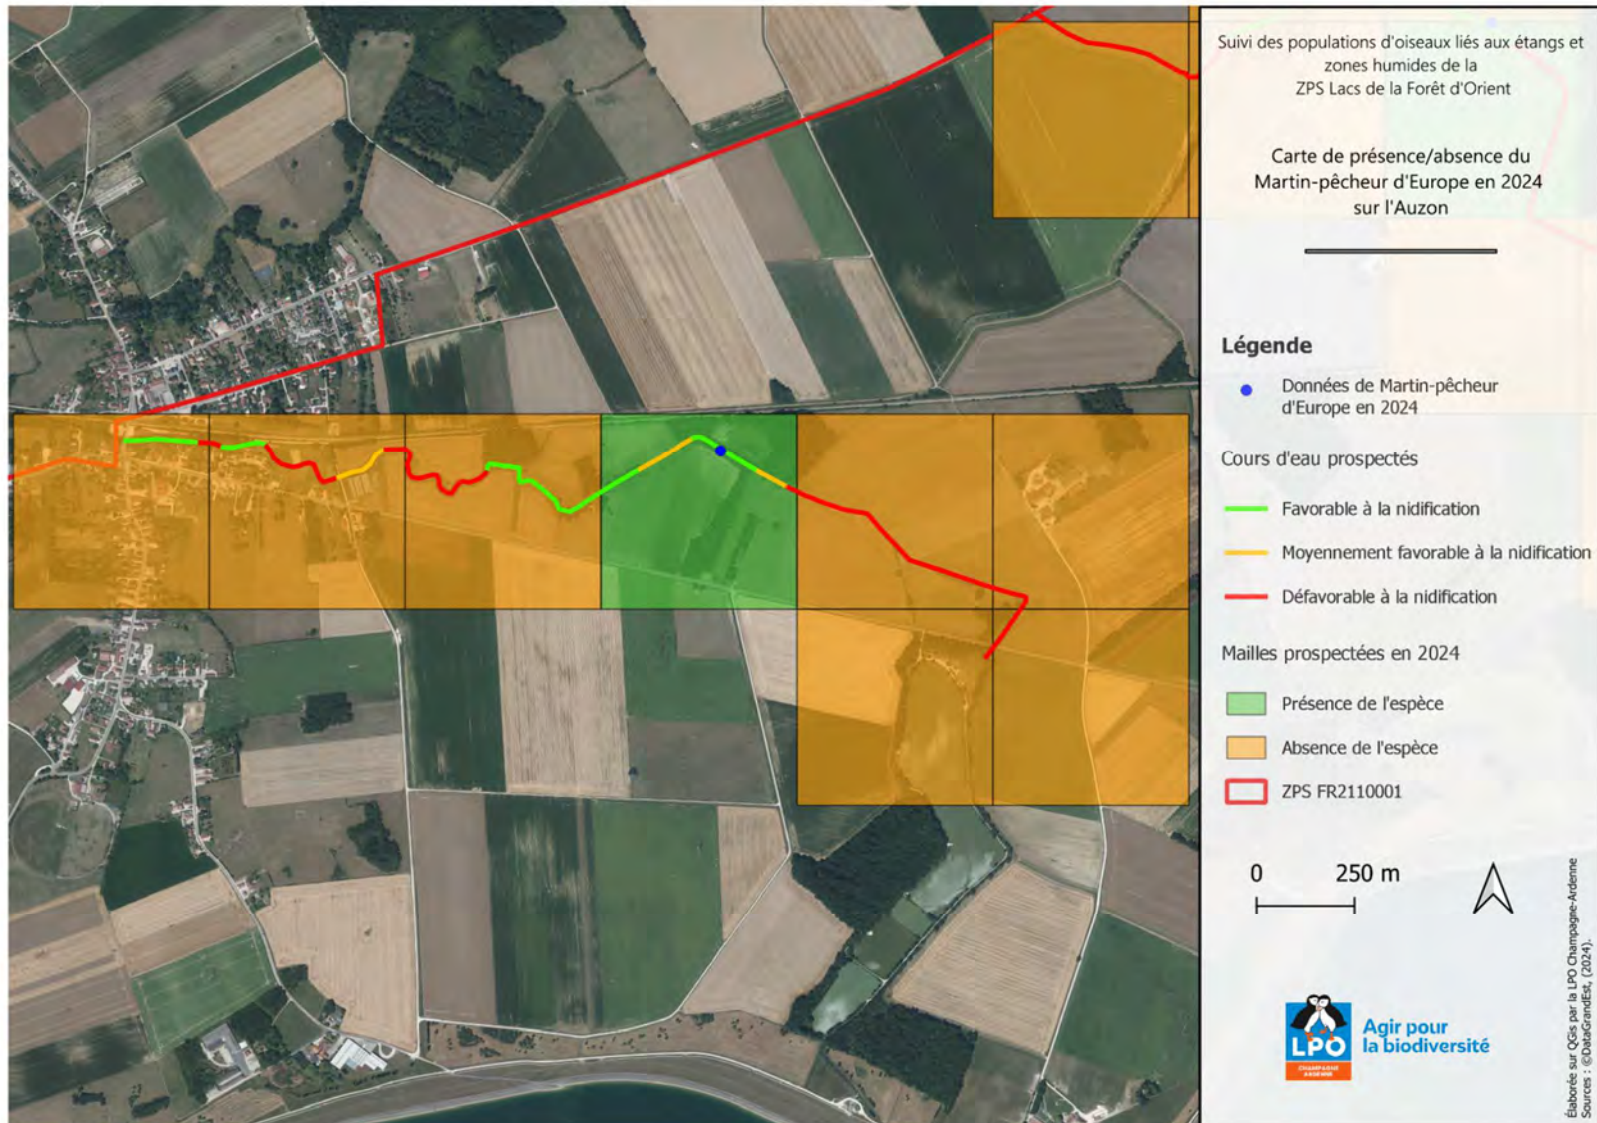 Suivi des populations d'oiseaux liés aux étangs et
zones humides de la
ZPS Lacs de la Forêt d'Orient
Carte de présence/absence du
Martin-pêcheur d'Europe en 2024
sur l'Auzon
Légende
Données de Martin-pêcheur
d'Europe en 2024
Cours d'eau prospectés
Favorable à la nidification
Moyennement favorable à la nidification
Défavorable à la nidification
Mailles prospectées en 2024
Présence de l'espèce
Absence de l'espèce
ZPS FR2110001
0 250 m
LPO
CHAMPAGNE
ARDENNE
Agir pour
la biodiversité
Élaborée sur QGis par la LPO Champagne-Ardenne
Sources : ©DataGrandEst, (2024).